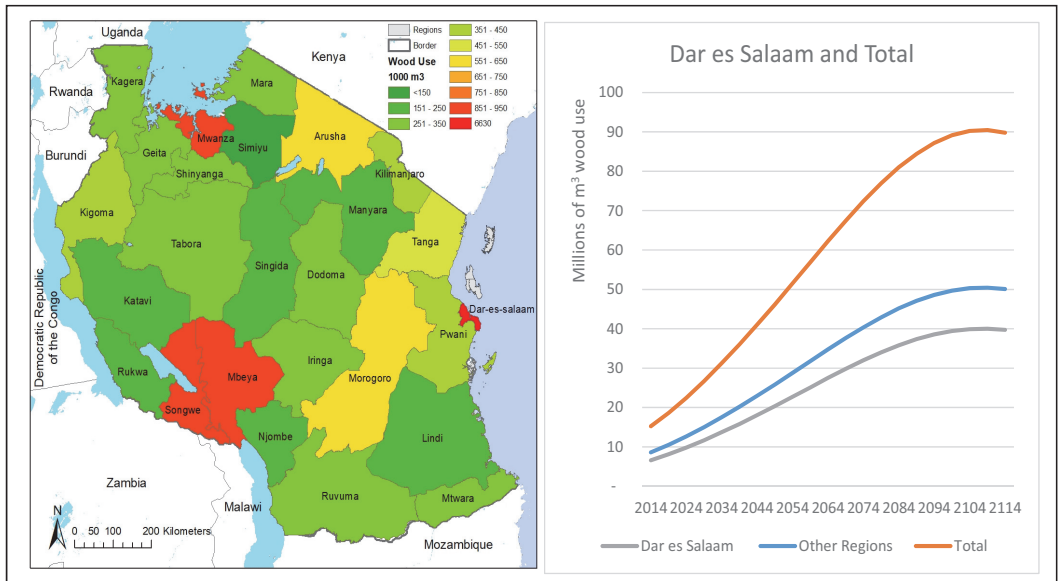 Uganda
Kenya
Rwanda
Burundi
Democratic Republic
of the Congo
Zambia
Malawi
Mozambique
Regions
Border
Wood Use
1000 m3
<150
151 - 250
251 - 350
351 - 450
451 - 550
551 - 650
651 - 750
751 - 850
851 - 950
6630
Kagera
Mara
Mwanza
Simiyu
Arusha
Geita
Shinyanga
Kilimanjaro
Kigoma
Manyara
Tabora
Tanga
Singida
Dodoma
Katavi
Dar-es-salaam
Pwani
Rukwa
Mbeya
Iringa
Morogoro
Songwe
Njombe
Lindi
Ruvuma
Mtwara
N
0 50 100 200 Kilometers
Dar es Salaam and Total
Millions of m³ wood use
100
90
80
70
60
50
40
30
20
10
-
2014 2024 2034 2044 2054 2064 2074 2084 2094 2104 2114
Dar es Salaam Other Regions Total